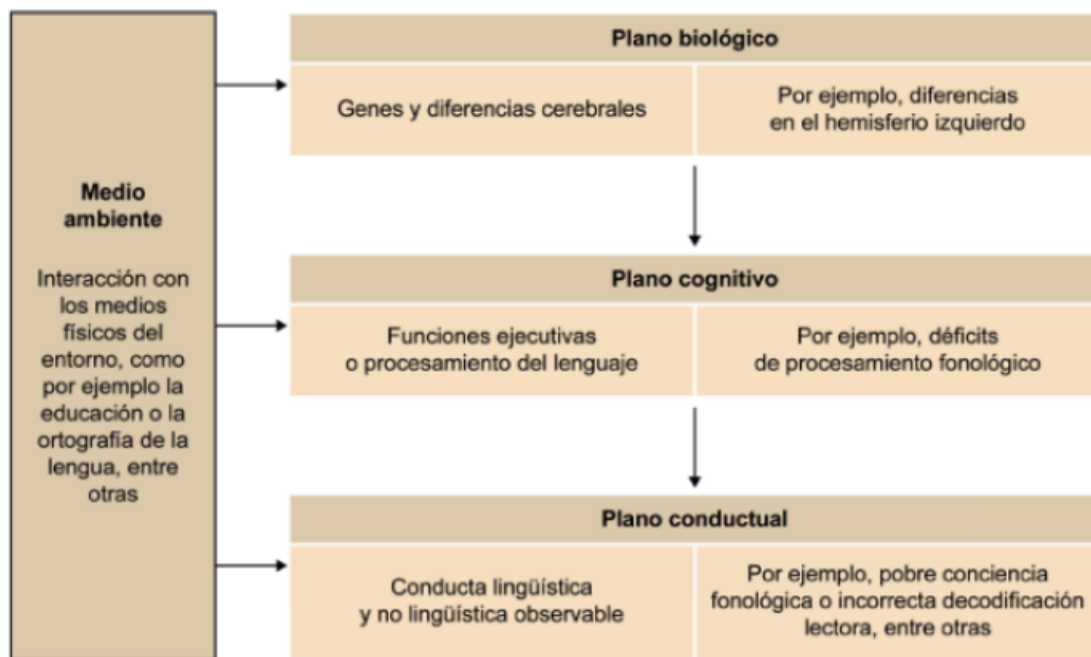 Medio
ambiente
Interacción con
los medios
físicos del
entorno, como
por ejemplo la
educación o la
ortografía de la
lengua, entre
otras
Plano biológico
Genes y diferencias cerebrales
Por ejemplo, diferencias
en el hemisferio izquierdo
Plano cognitivo
Funciones ejecutivas
o procesamiento del lenguaje
Por ejemplo, déficits
de procesamiento fonológico
Plano conductual
Conducta lingüística
y no lingüística observable
Por ejemplo, pobre conciencia
fonológica o incorrecta decodificación
lectora, entre otras